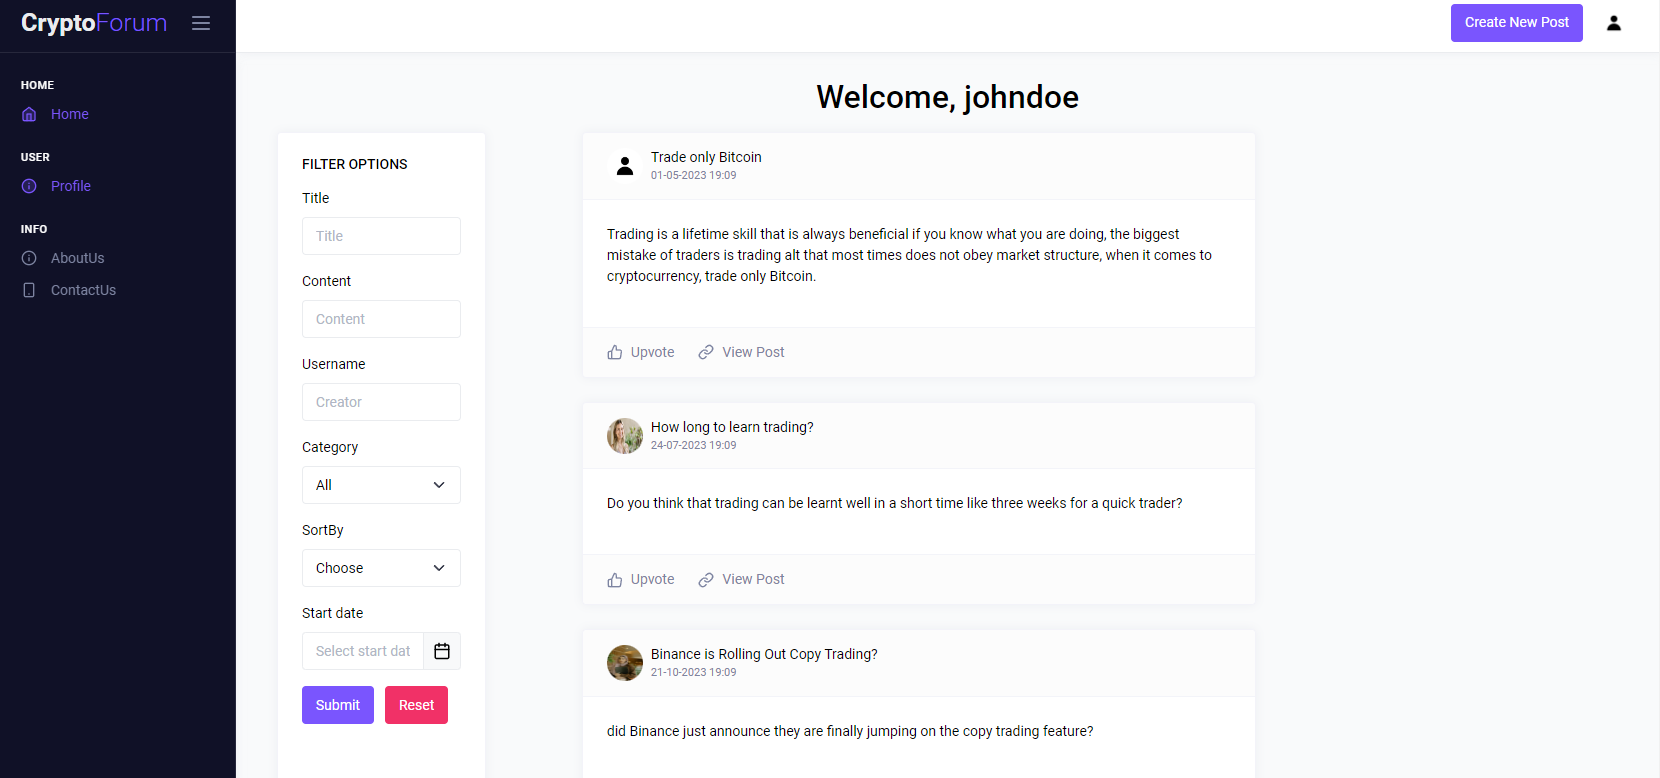 CryptoForum
Create New Post
HOME
Home
USER
Profile
INFO
AboutUs
ContactUs
Welcome, johndoe
FILTER OPTIONS
Title
Title
Content
Content
Username
Creator
Category
All
SortBy
Choose
Start date
Select start dat
Submit Reset
Trade only Bitcoin
01-05-2023 19:09
Trading is a lifetime skill that is always beneficial if you know what you are doing, the biggest
mistake of traders is trading alt that most times does not obey market structure, when it comes to
cryptocurrency, trade only Bitcoin.
Upvote View Post
How long to learn trading?
24-07-2023 19:09
Do you think that trading can be learnt well in a short time like three weeks for a quick trader?
Upvote View Post
Binance is Rolling Out Copy Trading?
21-10-2023 19:09
did Binance just announce they are finally jumping on the copy trading feature?